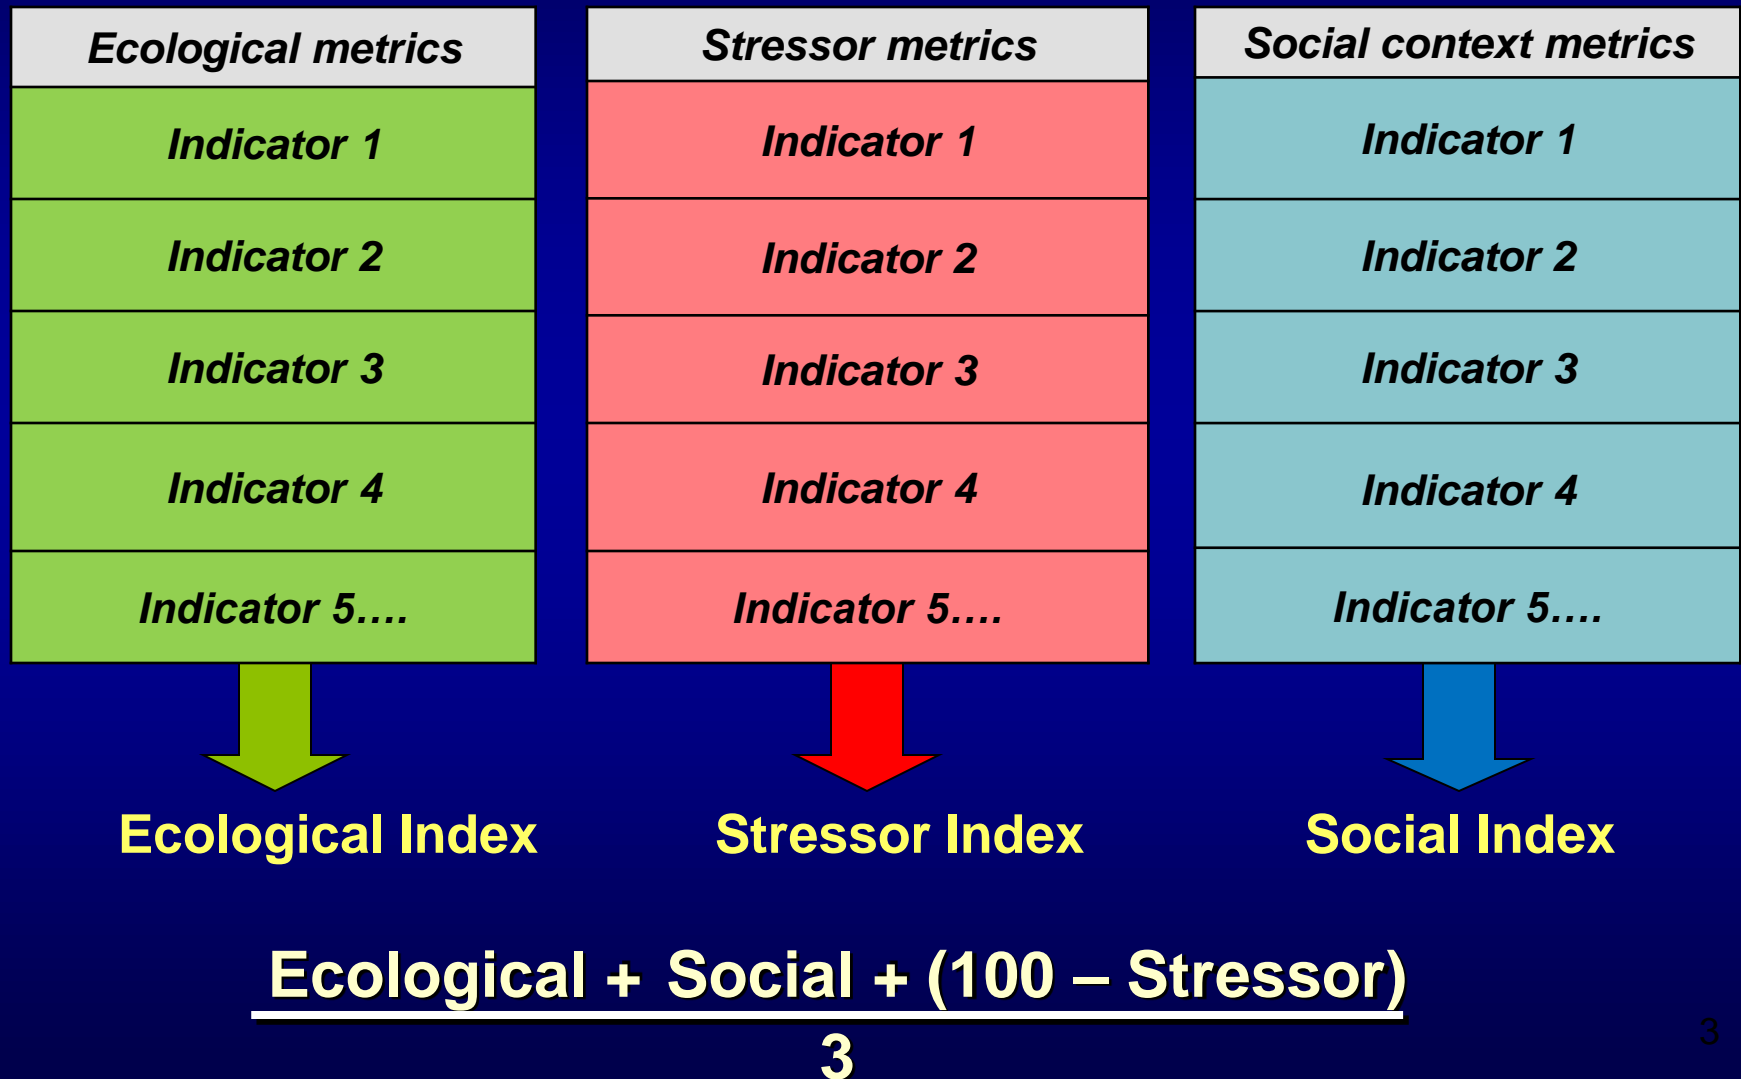 Ecological metrics
Indicator 1
Indicator 2
Indicator 3
Indicator 4
Indicator 5....
Stressor metrics
Indicator 1
Indicator 2
Indicator 3
Indicator 4
Indicator 5....
Social context metrics
Indicator 1
Indicator 2
Indicator 3
Indicator 4
Indicator 5....
Ecological Index
Stressor Index
Social Index
Ecological + Social + (100 – Stressor)
3
3